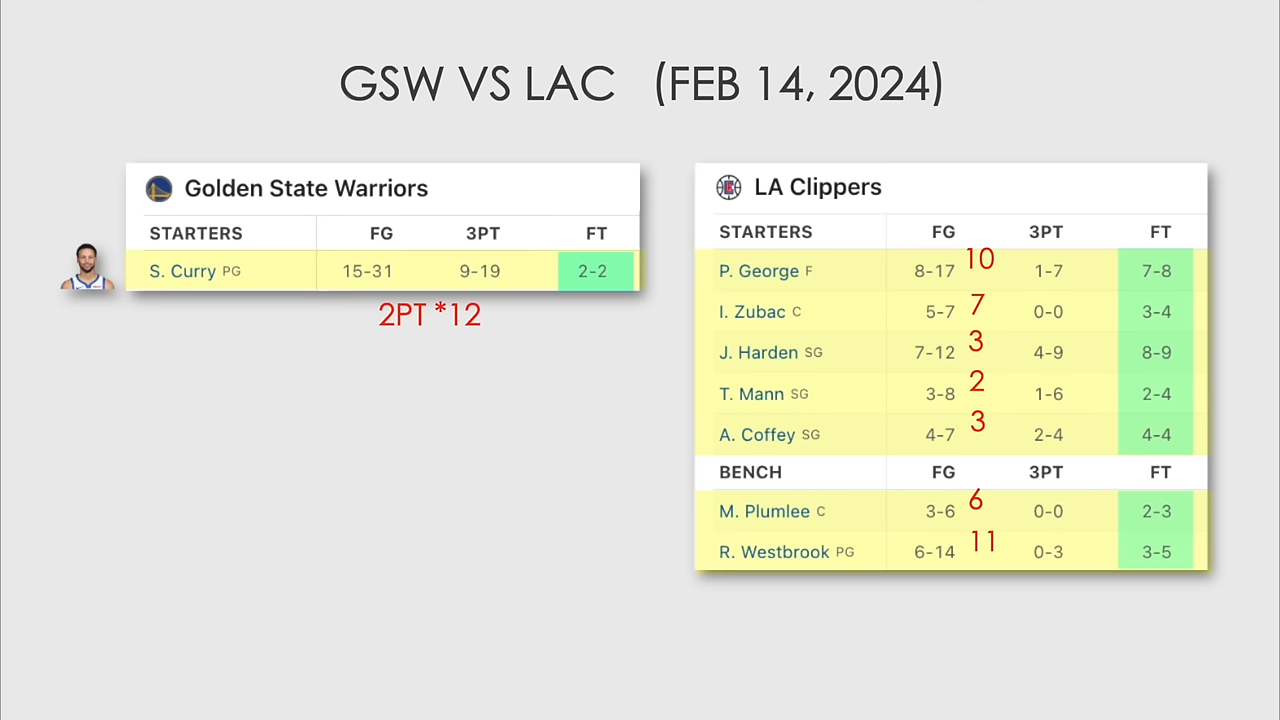 GSW VS LAC (FEB 14, 2024)
Golden State Warriors
STARTERS FG 3PT FT
S. Curry PG 15-31 9-19 2-2
2PT *12
LA Clippers
STARTERS FG 3PT FT
P. George F 8-17 10 1-7 7-8
I. Zubac C 5-7 7 0-0 3-4
J. Harden SG 7-12 3 4-9 8-9
T. Mann SG 3-8 2 1-6 2-4
A. Coffey SG 4-7 3 2-4 4-4
BENCH FG 3PT FT
M. Plumlee C 3-6 6 0-0 2-3
R. Westbrook PG 6-14 11 0-3 3-5